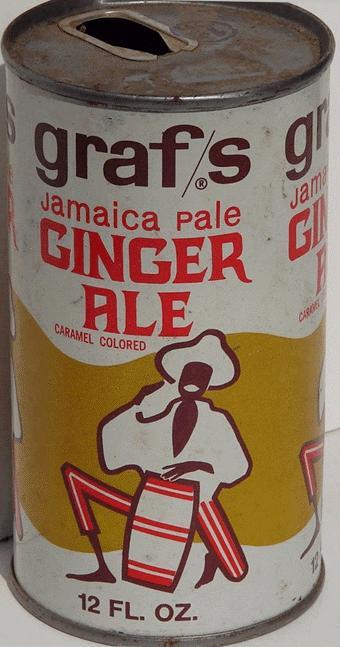 graf's®
Jamaica Pale
GINGER
ALE
CARAMEL COLORED
12 FL. OZ.